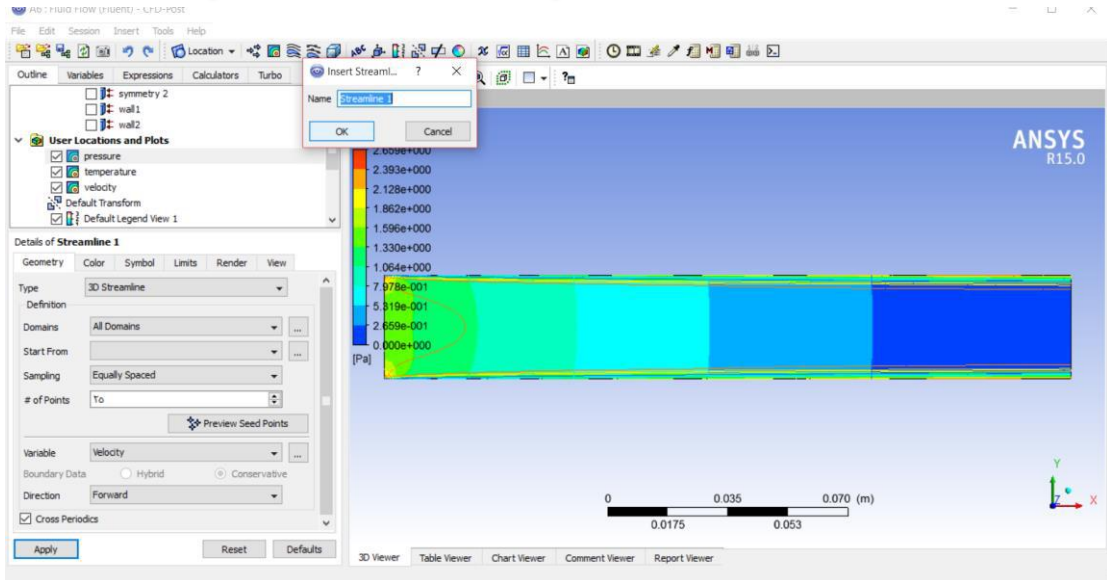 A6 : Fluid Flow (Fluent) - CFD-Post
File Edit Session Insert Tools Help
Location
Outline Variables Expressions Calculators Turbo
symmetry 2
wall1
wall2
User Locations and Plots
pressure
temperature
velocity
Default Transform
Default Legend View 1
Insert Streaml... ? X
Name Streamline 1
OK Cancel
Details of Streamline 1
Geometry Color Symbol Limits Render View
Type 3D Streamline
Definition
Domains All Domains ...
Start From ...
Sampling Equally Spaced
# of Points To
Preview Seed Points
Variable Velocity ...
Boundary Data Hybrid Conservative
Direction Forward
Cross Periodics
Apply Reset Defaults
2.659e+000
2.393e+000
2.128e+000
1.862e+000
1.596e+000
1.330e+000
1.064e+000
7.978e-001
5.319e-001
2.659e-001
0.000e+000
[Pa]
ANSYS
R15.0
0 0.035 0.070 (m)
0.0175 0.053
Y
Z X
3D Viewer Table Viewer Chart Viewer Comment Viewer Report Viewer